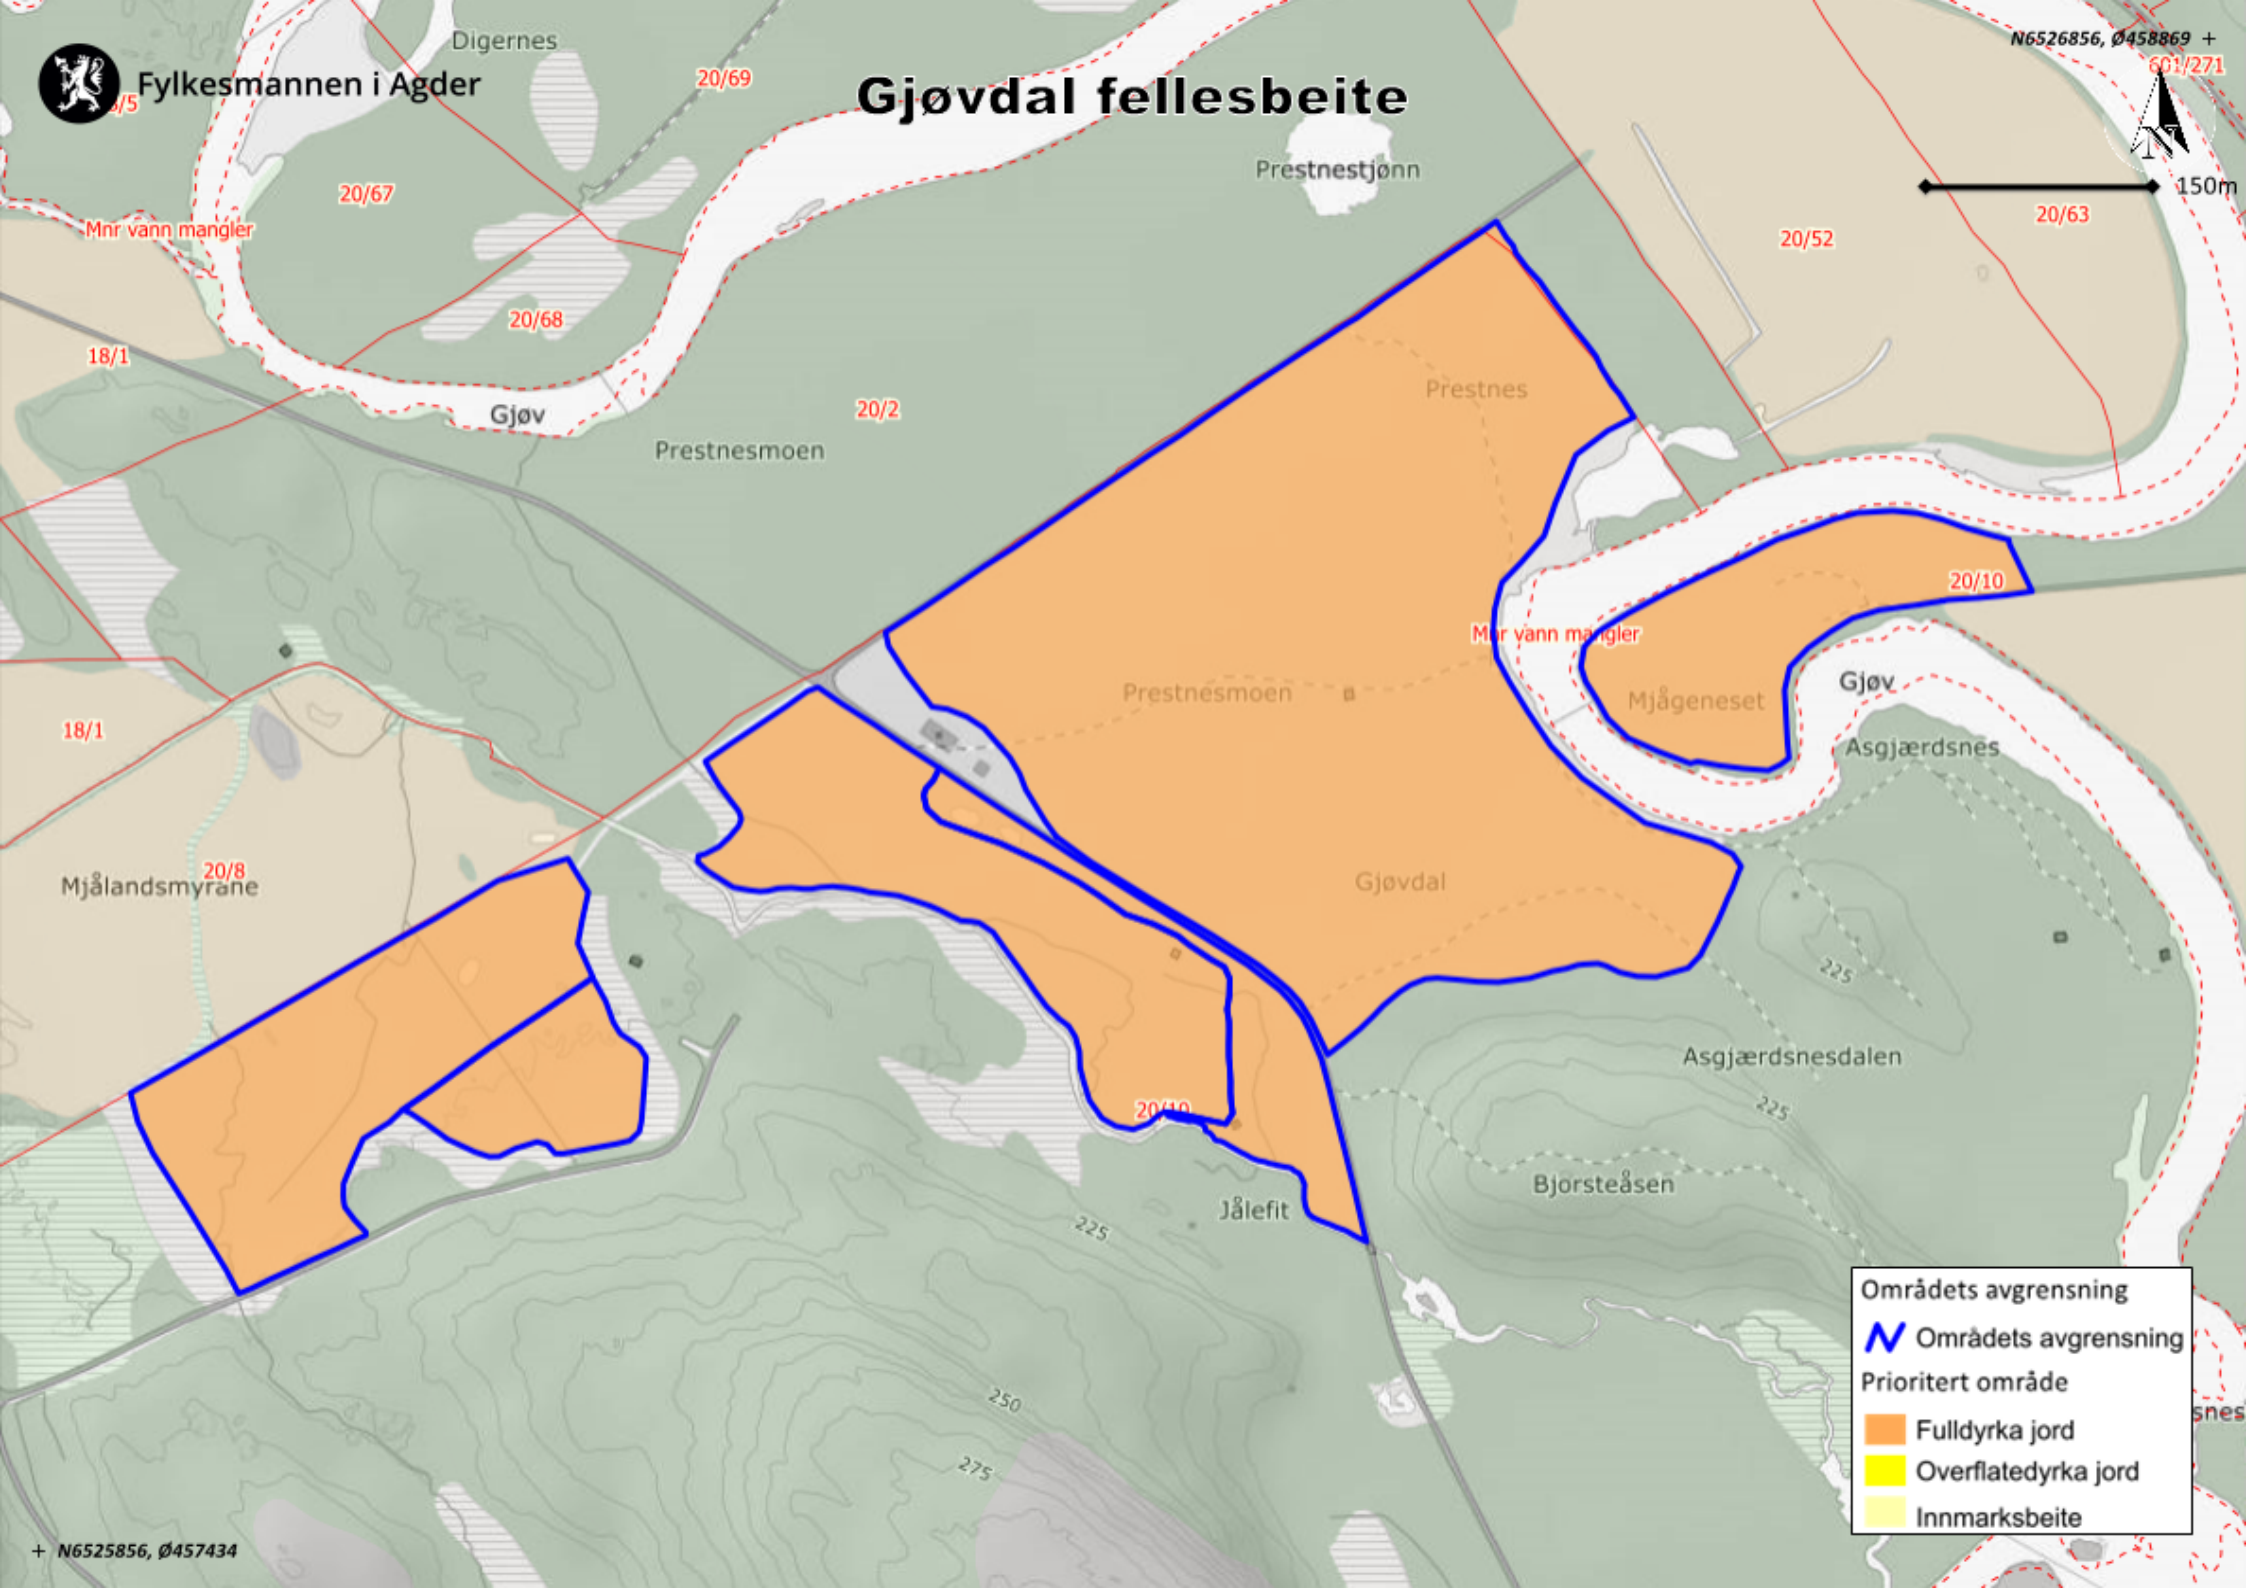 Digernes
N6526856, Ø458869
601/271
20/69
Fylkesmannen i Agder
Gjøvdal fellesbeite
/5
Prestnestjønn
150m
20/67
20/63
Mnr vann mangler
20/52
20/68
18/1
Prestnes
20/2
Gjøv
Prestnesmoen
20/10
Mnr vann mangler
Gjøv
Prestnesmoen
Mjågeneset
18/1
Asgjærdsnes
20/8
Mjålandsmyrane
Gjøvdal
225
Asgjærdsnesdalen
20/10
225
Bjorsteåsen
Jålefit
225
Områdets avgrensning
Områdets avgrensning
Prioritert område
250
snes
Fulldyrka jord
275
Overflatedyrka jord
Innmarksbeite
N6525856, Ø457434